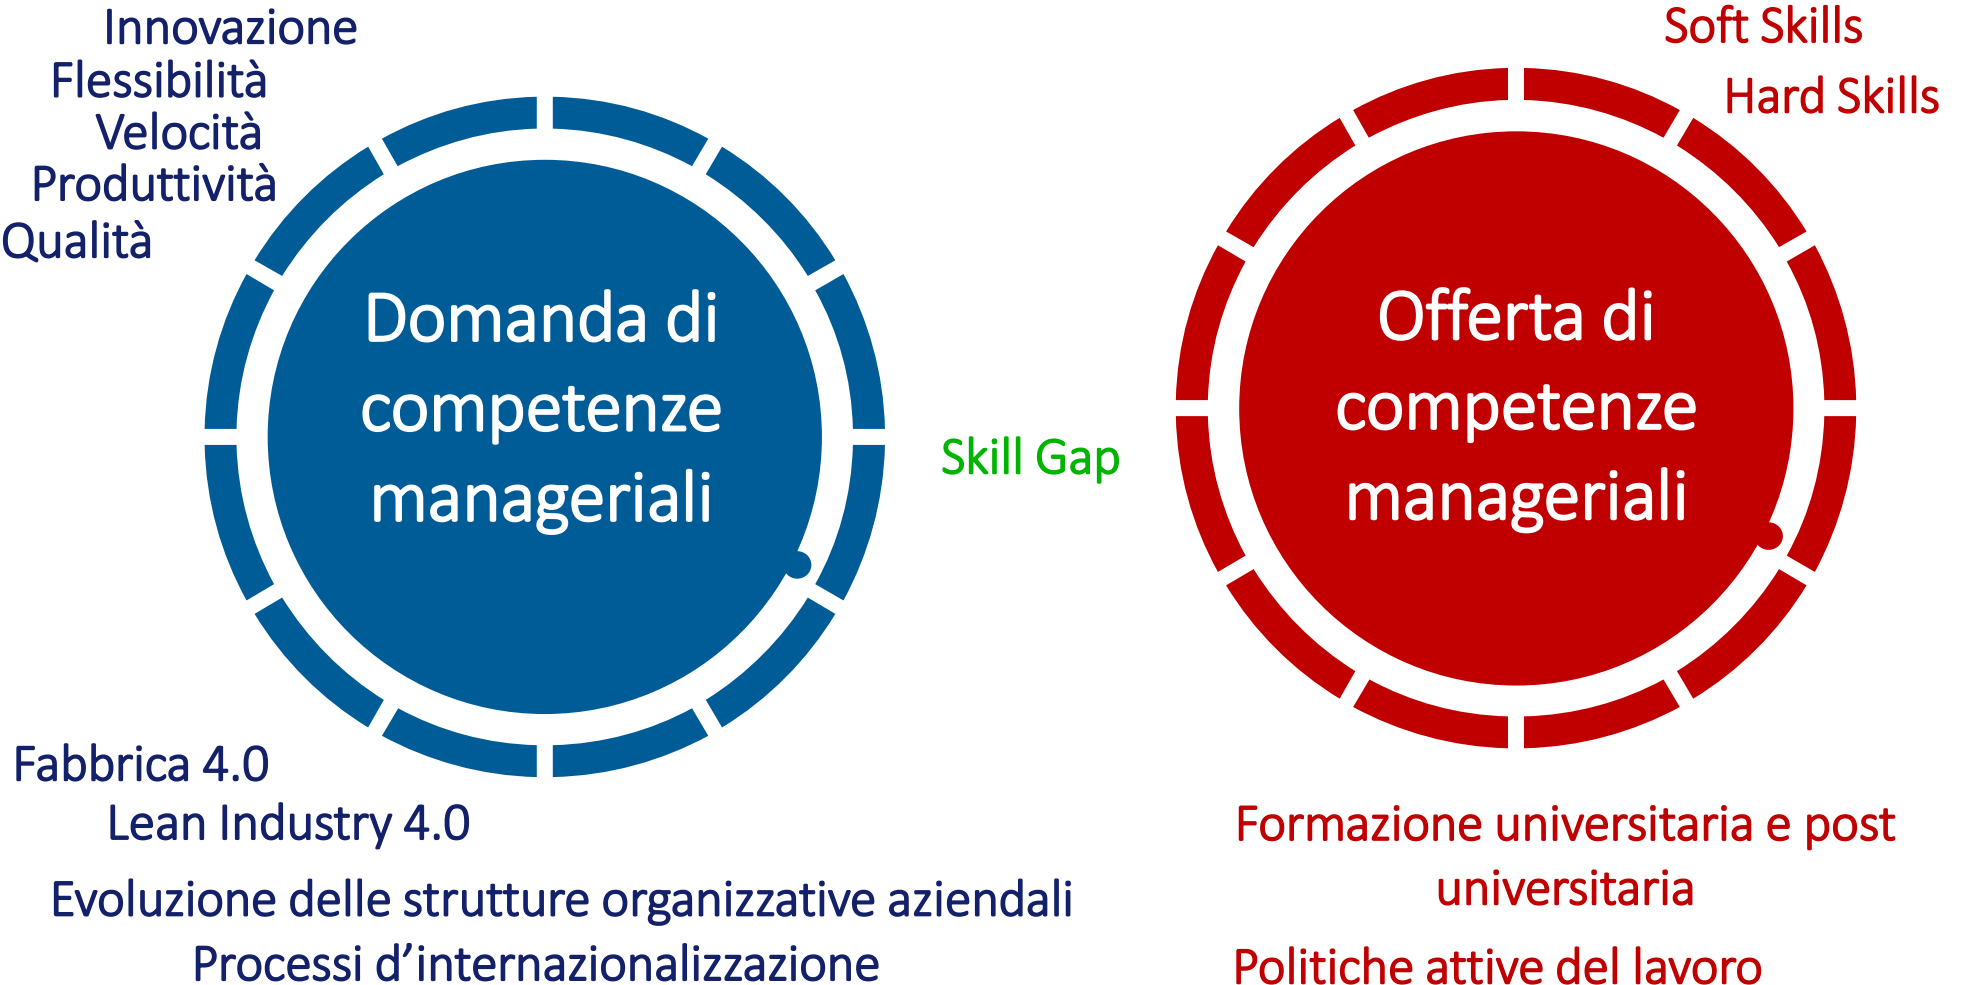 Innovazione
Flessibilità
Velocità
Produttività
Qualità
Domanda di
competenze
manageriali
Fabbrica 4.0
Lean Industry 4.0
Evoluzione delle strutture organizzative aziendali
Processi d’internazionalizzazione
Skill Gap
Soft Skills
Hard Skills
Offerta di
competenze
manageriali
Formazione universitaria e post
universitaria
Politiche attive del lavoro